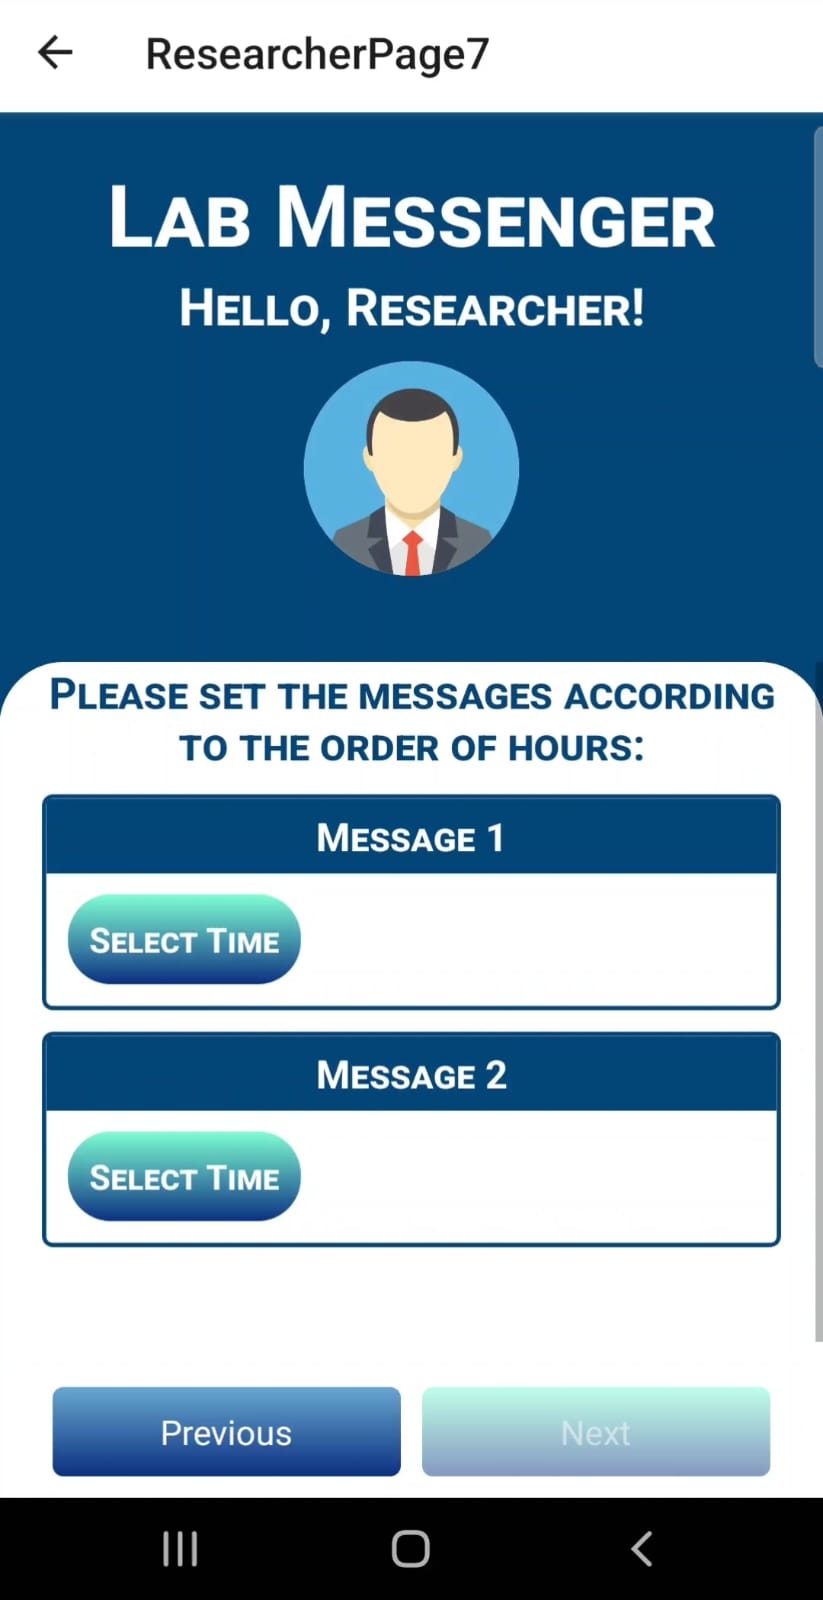 ResearcherPage7
Lab Messenger
Hello, Researcher!
Please set the messages according
to the order of hours:
Message 1
Select Time
Message 2
Select Time
Previous
Next